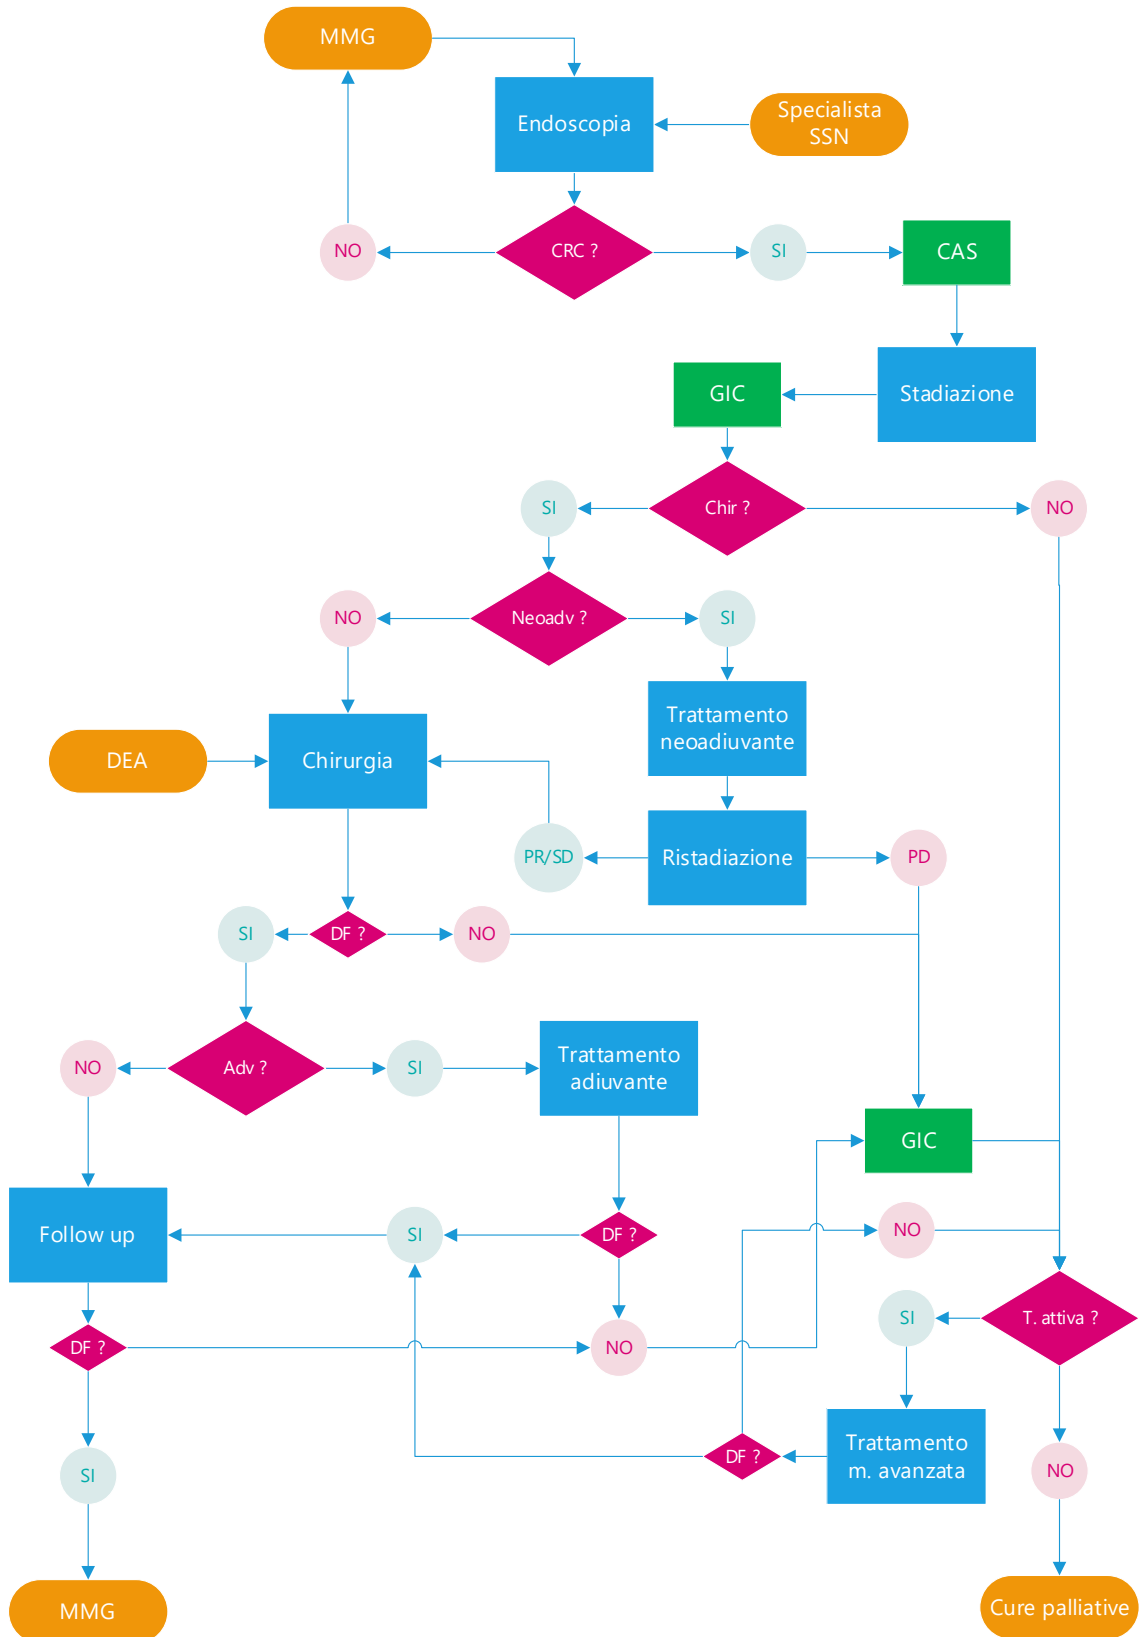 MMG
Endoscopia
Specialista
SSN
NO
CRC ?
SI
CAS
GIC
Stadiazione
SI
Chir ?
NO
NO
Neoadv ?
SI
Trattamento
neoadiuvante
DEA
Chirurgia
PR/SD
Ristadiazione
PD
SI
DF ?
NO
NO
Adv ?
SI
Trattamento
adiuvante
GIC
Follow up
SI
DF ?
NO
SI
T. attiva ?
DF ?
NO
Trattamento
m. avanzata
DF ?
SI
NO
MMG
Cure palliative